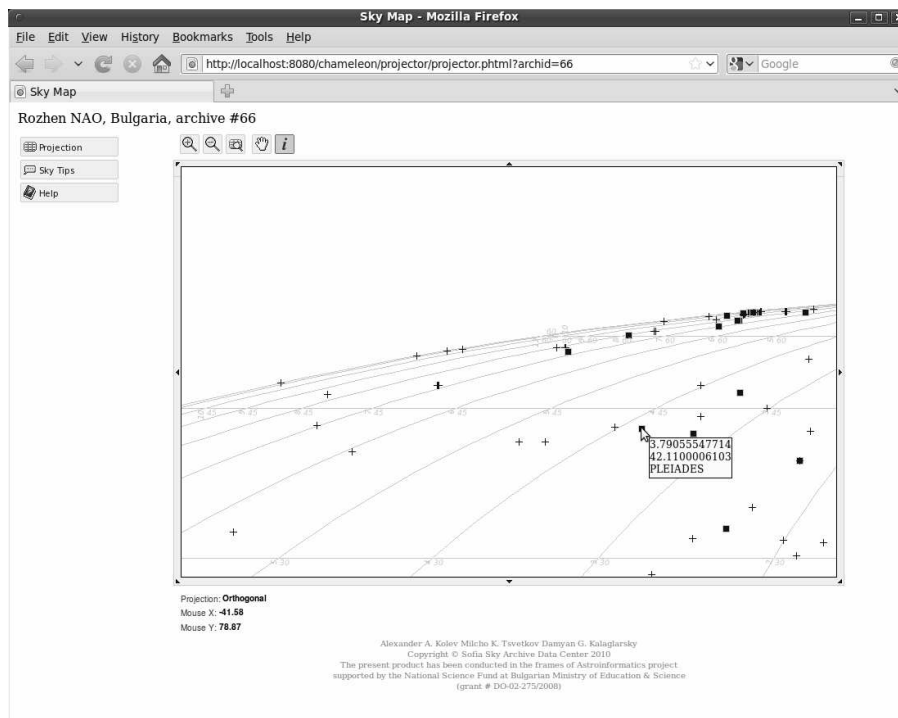 Sky Map - Mozilla Firefox
File Edit View History Bookmarks Tools Help
http://localhost:8080/chameleon/projector/projector.phtml?archid=66
Google
Sky Map
Rozhen NAO, Bulgaria, archive #66
Projection
Sky Tips
Help
i
3.79055547714
42.1100006103
PLEIADES
Projection: Orthogonal
Mouse X: -41.58
Mouse Y: 78.87
Alexander A. Kolev Milcho K. Tsvetkov Damyan G. Kalaglarsky
Copyright © Sofia Sky Archive Data Center 2010
The present product has been conducted in the frames of Astroinformatics project
supported by the National Science Fund at Bulgarian Ministry of Education & Science
(grant # DO-02-275/2008)